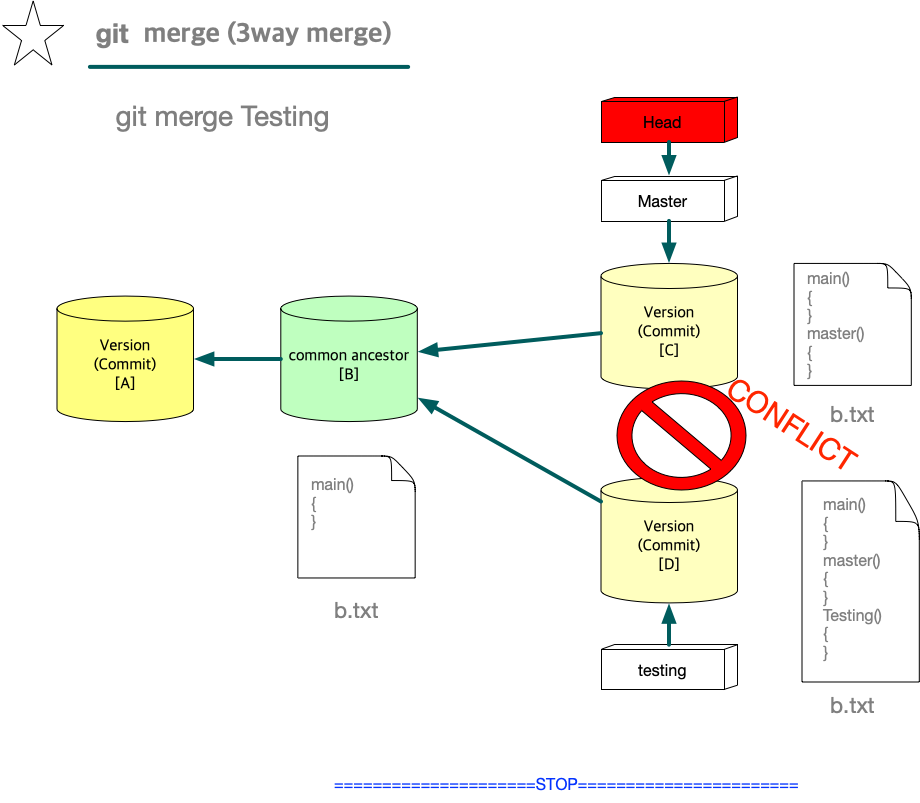 git merge (3way merge)
git merge Testing
Head
Master
Version
(Commit)
[C]
main()
{
}
master()
{
}
b.txt
CONFLICT
Version
(Commit)
[A]
common ancestor
[B]
main()
{
}
b.txt
Version
(Commit)
[D]
main()
{
}
master()
{
}
Testing()
{
}
b.txt
testing
=====================STOP=======================